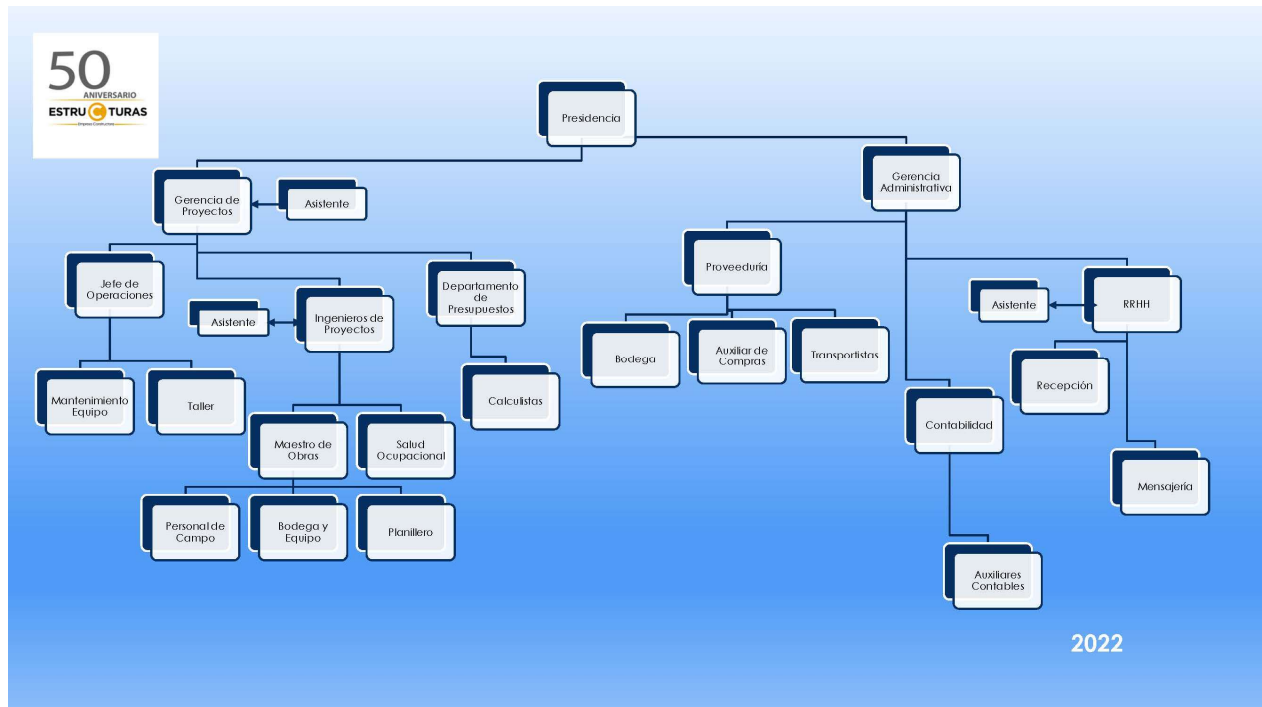 50
ANIVERSARIO
ESTRUCTURAS
Empresa Constructora
Presidencia
Gerencia de
Proyectos
Asistente
Gerencia
Administrativa
Jefe de
Operaciones
Asistente
Ingenieros de
Proyectos
Departamento
de
Presupuestos
Proveeduría
Asistente
RRHH
Mantenimiento
Equipo
Taller
Calculistas
Bodega
Auxiliar de
Compras
Transportistas
Recepción
Maestro de
Obras
Salud
Ocupacional
Contabilidad
Mensajería
Personal de
Campo
Bodega y
Equipo
Planillero
Auxiliares
Contables
2022